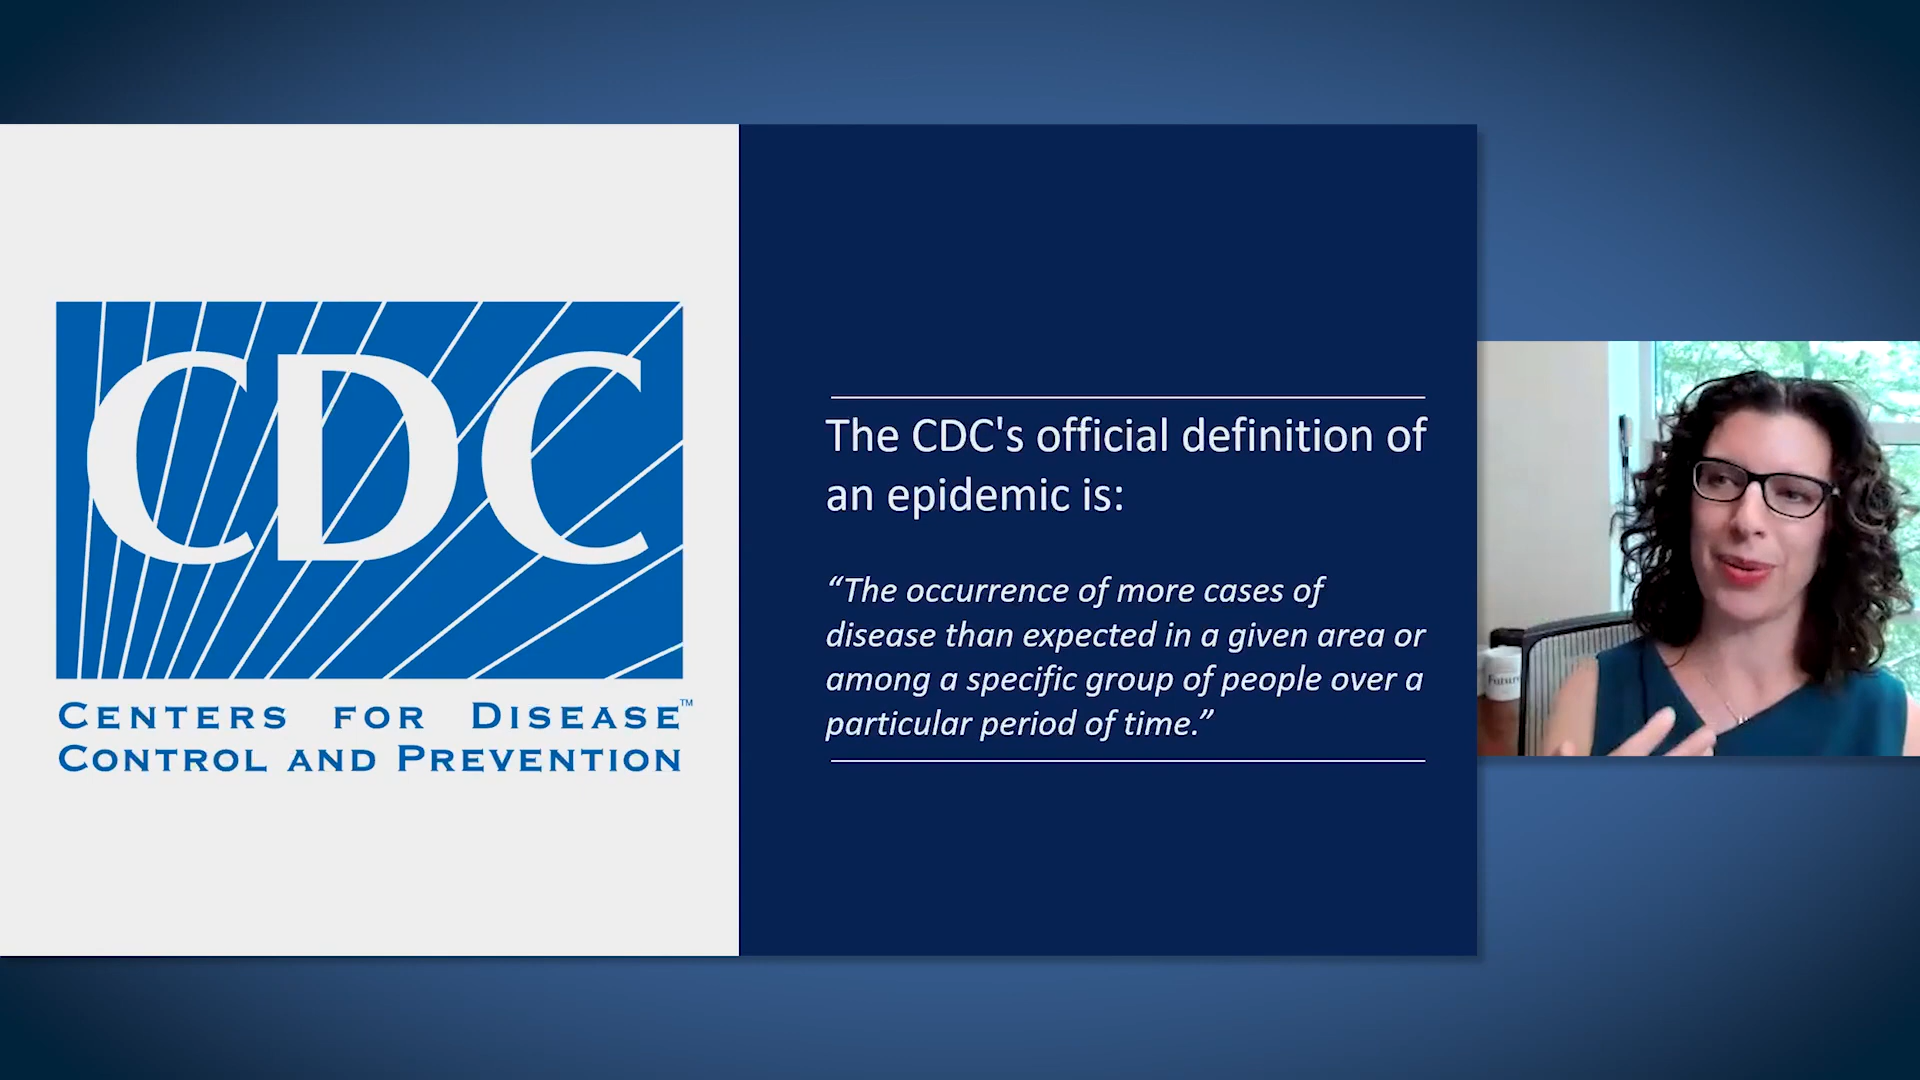 CDC
CENTERS FOR DISEASE™
CONTROL AND PREVENTION
The CDC's official definition of
an epidemic is:
“The occurrence of more cases of
disease than expected in a given area or
among a specific group of people over a
particular period of time.”